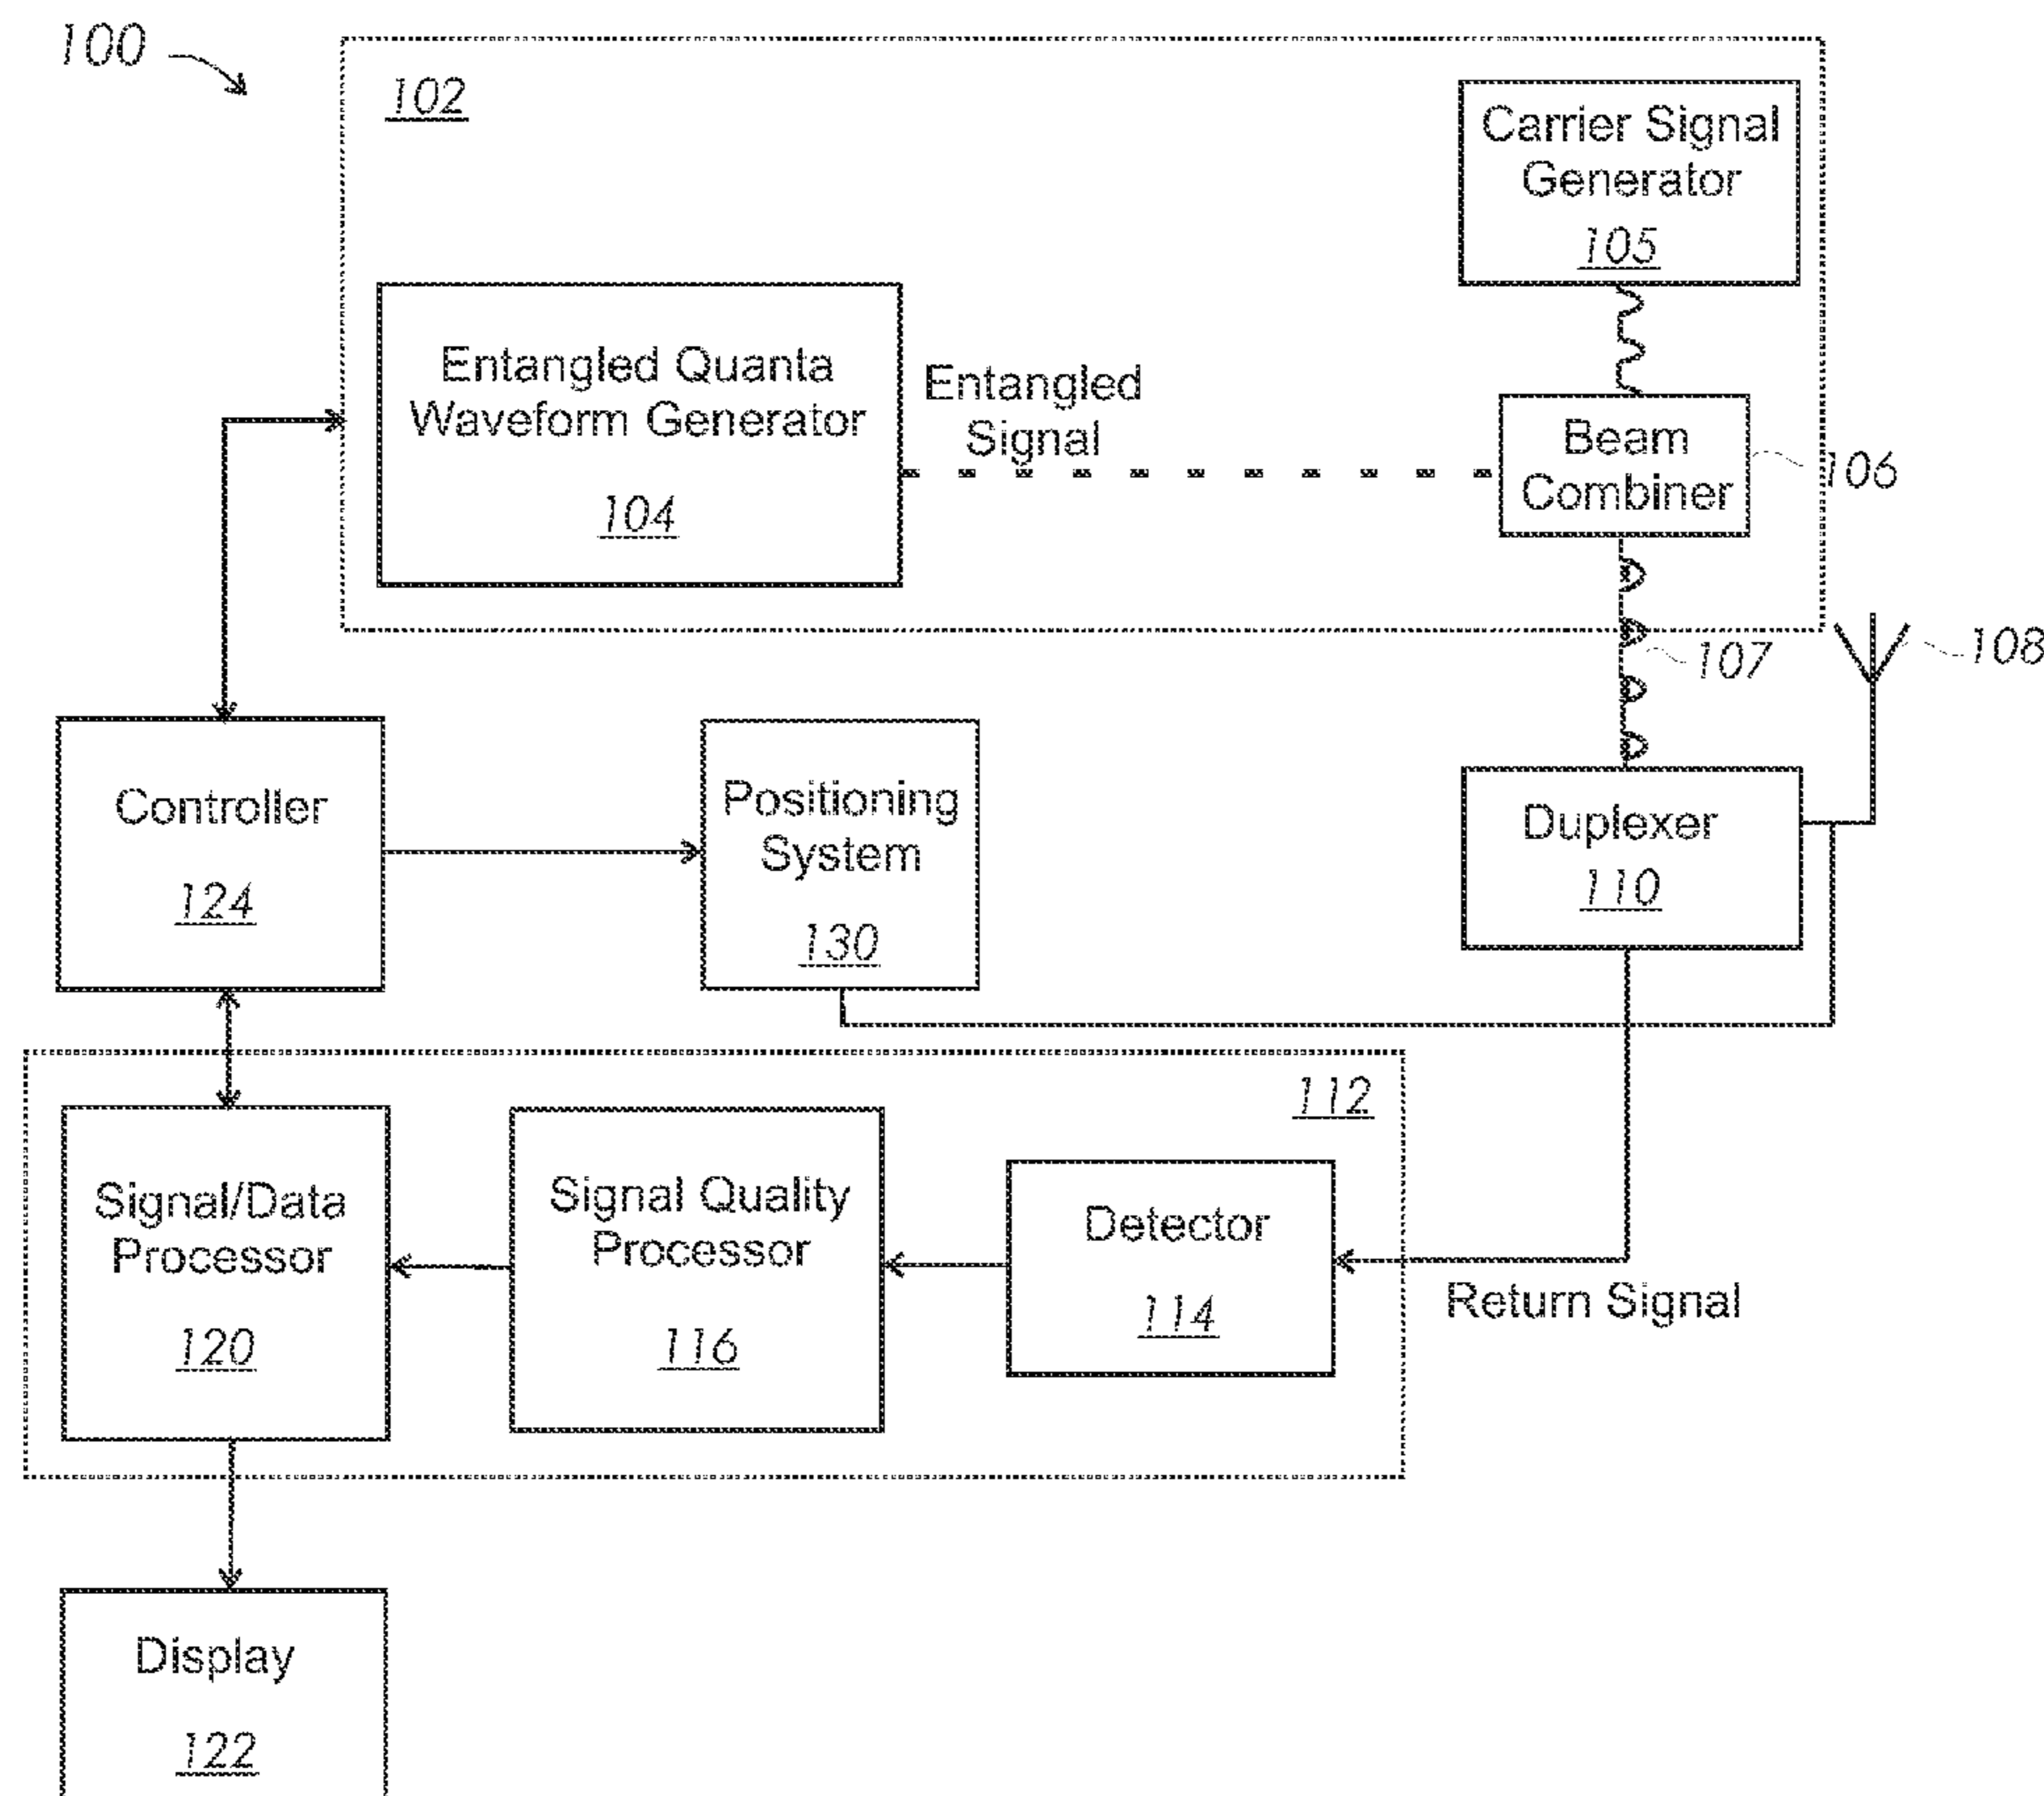 100
102
Carrier Signal
Generator
105
Entangled Quanta
Waveform Generator
104
Entangled
Signal
Beam
Combiner
106
107
108
Controller
124
Positioning
System
130
Duplexer
110
112
Signal/Data
Processor
120
Signal Quality
Processor
116
Detector
114
Return Signal
Display
122